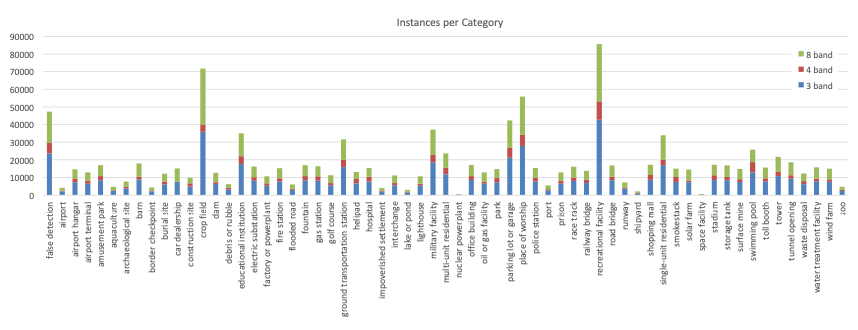 Instances per Category
90000
80000
70000
60000
50000
40000
30000
20000
10000
0
8 band
4 band
3 band
false detection
airport
airport hangar
airport terminal
amusement park
aquaculture
archaeological site
barn
border checkpoint
burial site
car dealership
construction site
crop field
dam
debris or rubble
educational institution
electric substation
factory or powerplant
fire station
flooded road
fountain
gas station
golf course
ground transportation station
helipad
hospital
impoverished settlement
interchange
lake or pond
lighthouse
military facility
multi-unit residential
nuclear powerplant
office building
oil or gas facility
park
parking lot or garage
place of worship
police station
port
prison
race track
railway bridge
recreational facility
road bridge
runway
shipyard
shopping mall
single-unit residential
smokestack
solar farm
space facility
stadium
storage tank
surface mine
swimming pool
toll booth
tower
tunnel opening
waste disposal
water treatment facility
wind farm
zoo